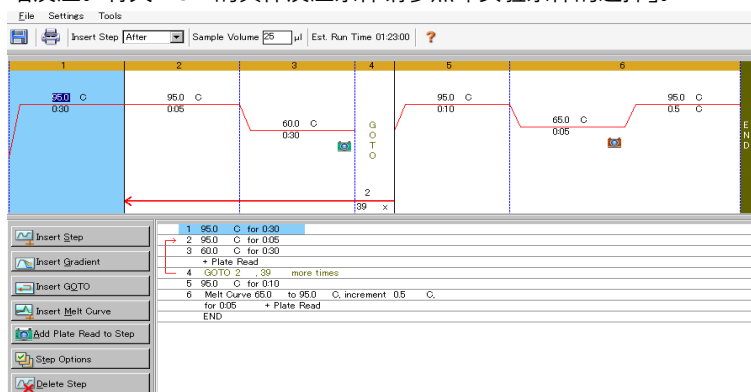 File Settings Tools
Insert Step After Sample Volume 25 µl Est. Run Time 01:23:00 ?
1 2 3 4 5 6
95.0 C 95.0 C 95.0 C 95.0 C
0:30 0:05 0:10 0.5 C
60.0 C 65.0 C
0:30 0:05
GOTO
END
2
39 x
Insert Step
Insert Gradient
Insert GOTO
Insert Melt Curve
Add Plate Read to Step
Step Options
Delete Step
1 95.0 C for 0:30
2 95.0 C for 0:05
3 60.0 C for 0:30
+ Plate Read
4 GOTO 2 , 39 more times
5 95.0 C for 0:10
6 Melt Curve 65.0 to 95.0 C, increment 0.5 C,
for 0:05 + Plate Read
END